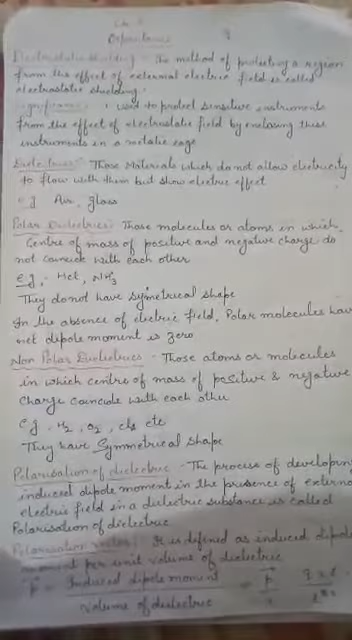 Electrostatic shielding - The method of protecting a region
from the effect of external electric field is called
electrostatic shielding.
Significance: used to protect sensitive instruments
from the effect of electrostatic field by enclosing these
instruments in a metalic cage
Dielectrics: Those Materials which do not allow electricity
to flow with them but show electric effect
eg Air, glass
Polar Dielectrics: Those molecules or atoms in which
Centre of mass of positive and negative charge do
not coincide with each other
Eg:- HCl, NH3
They do not have symmetrical shape
In the absence of electric field, Polar molecules hav
net dipole moment is zero
Non Polar Dielectrics - Those atoms or molecules
in which centre of mass of positive & negative
charge coincide with each other
Eg - H2, O2, etc
They have Symmetrical shape
Polarisation of dielectric - The process of developin
induced dipole moment in the presence of externa
electric field in a dielectric substance is called
Polarisation of dielectric
Polarisation vector: It is defined as induced dipole
moment per unit volume of dielectric
P = Induced dipole moment = P
Volume of dielectric